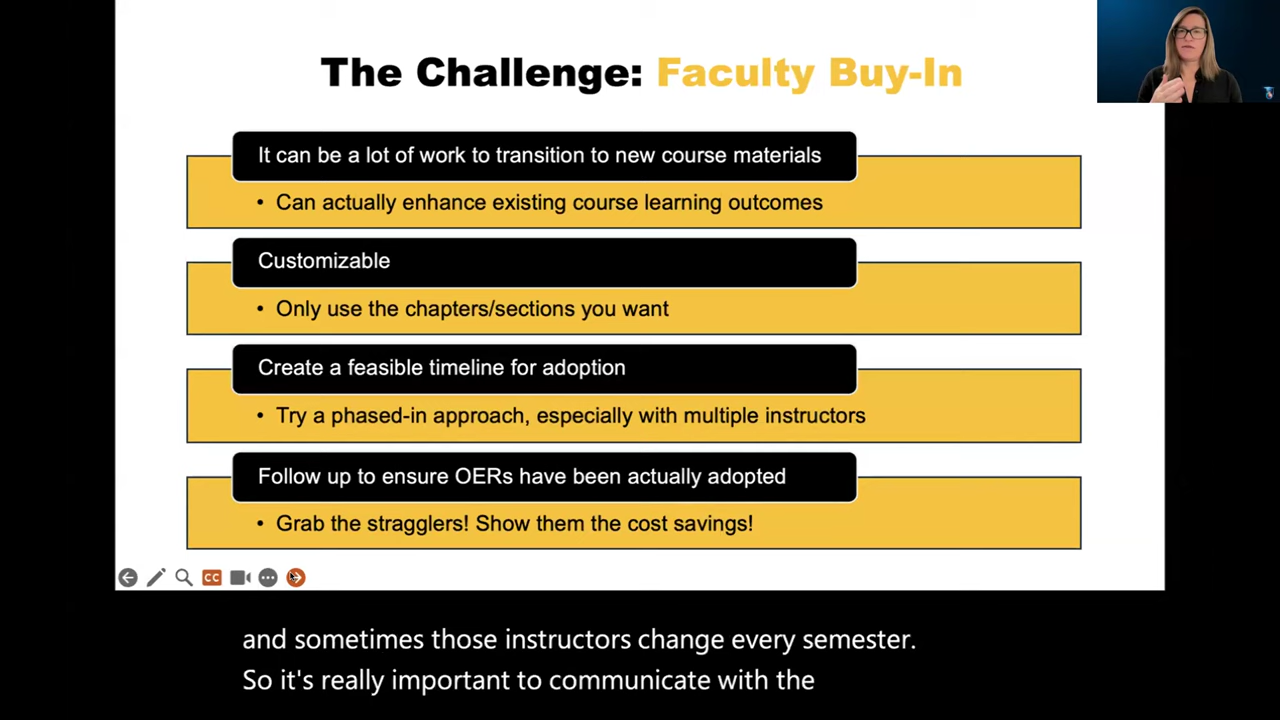 The Challenge: Faculty Buy-In
It can be a lot of work to transition to new course materials
• Can actually enhance existing course learning outcomes
Customizable
• Only use the chapters/sections you want
Create a feasible timeline for adoption
• Try a phased-in approach, especially with multiple instructors
Follow up to ensure OERs have been actually adopted
• Grab the stragglers! Show them the cost savings!
CC
and sometimes those instructors change every semester.
So it's really important to communicate with the